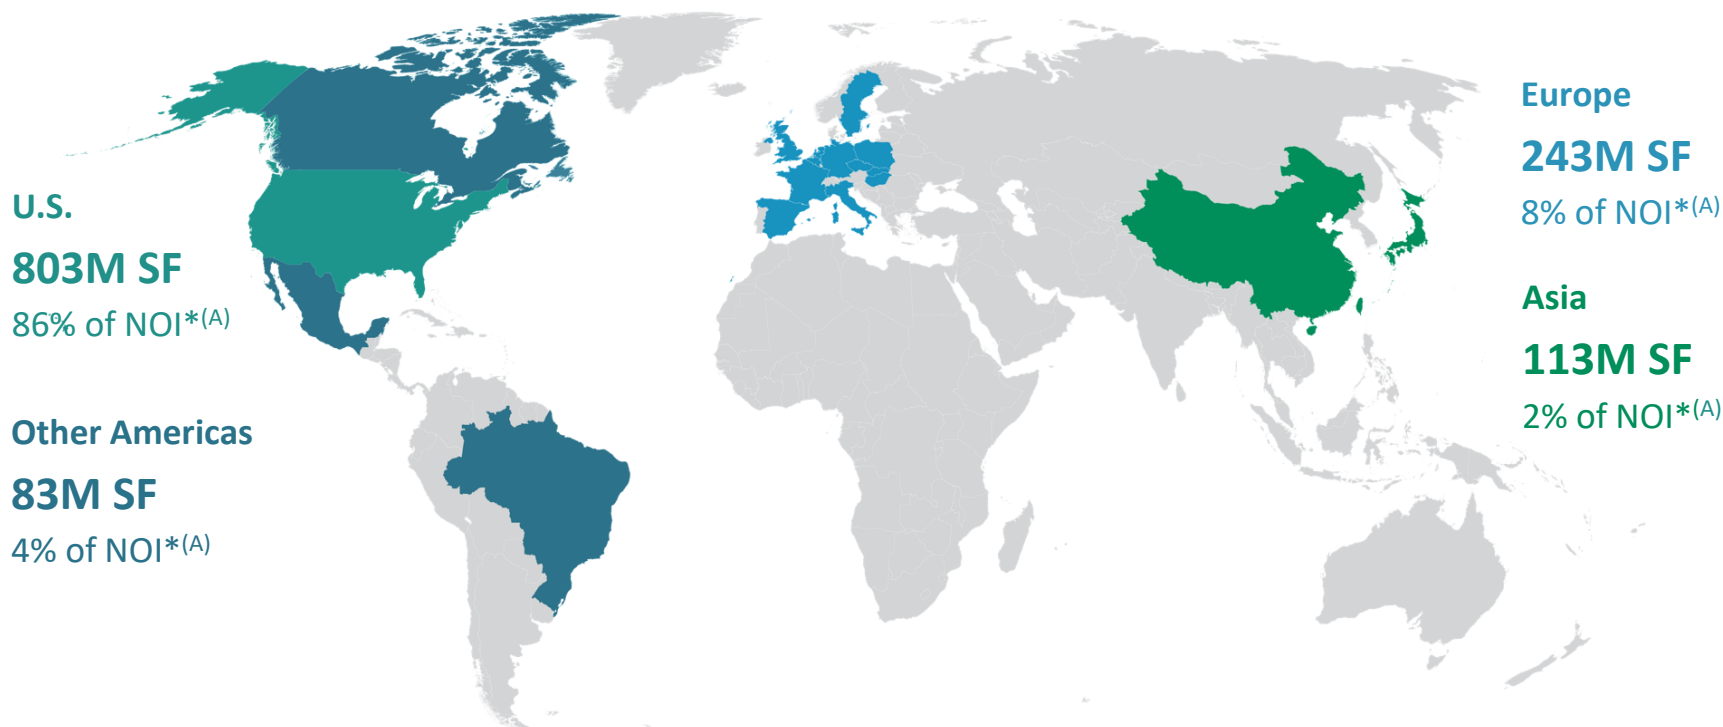 U.S.
803M SF
86% of NOI*(A)
Other Americas
83M SF
4% of NOI*(A)
Europe
243M SF
8% of NOI*(A)
Asia
113M SF
2% of NOI*(A)